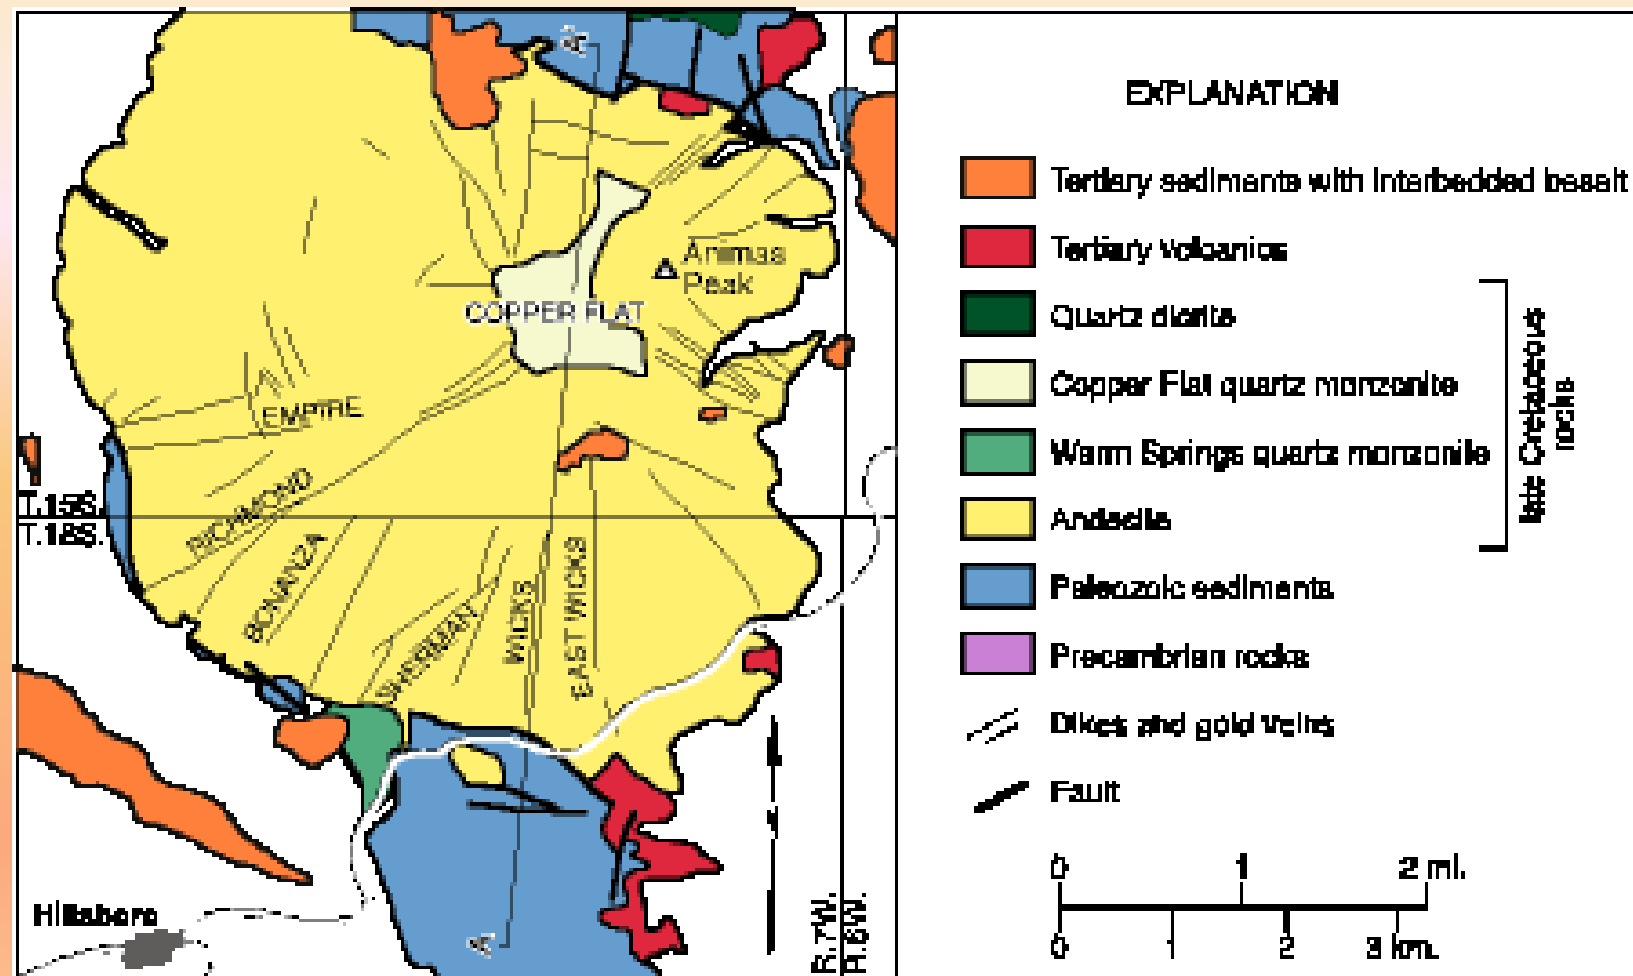 Animas
Peak
COPPER FLAT
EMPIRE
T.15S.
RICHMOND
BONANZA
SHERMAN
WICKS
EAST WICKS
Hillsboro
R.7W.
R.6W.
EXPLANATION
Tertiary sediments with interbedded basalt
Tertiary volcanics
Quartz diorite
Copper Flat quartz monzonite
Warm Springs quartz monzonite
Andesite
late Cretaceous
rocks
Paleozoic sediments
Precambrian rocks
Dikes and gold veins
Fault
0 1 2 mi.
0 1 2 3 km.